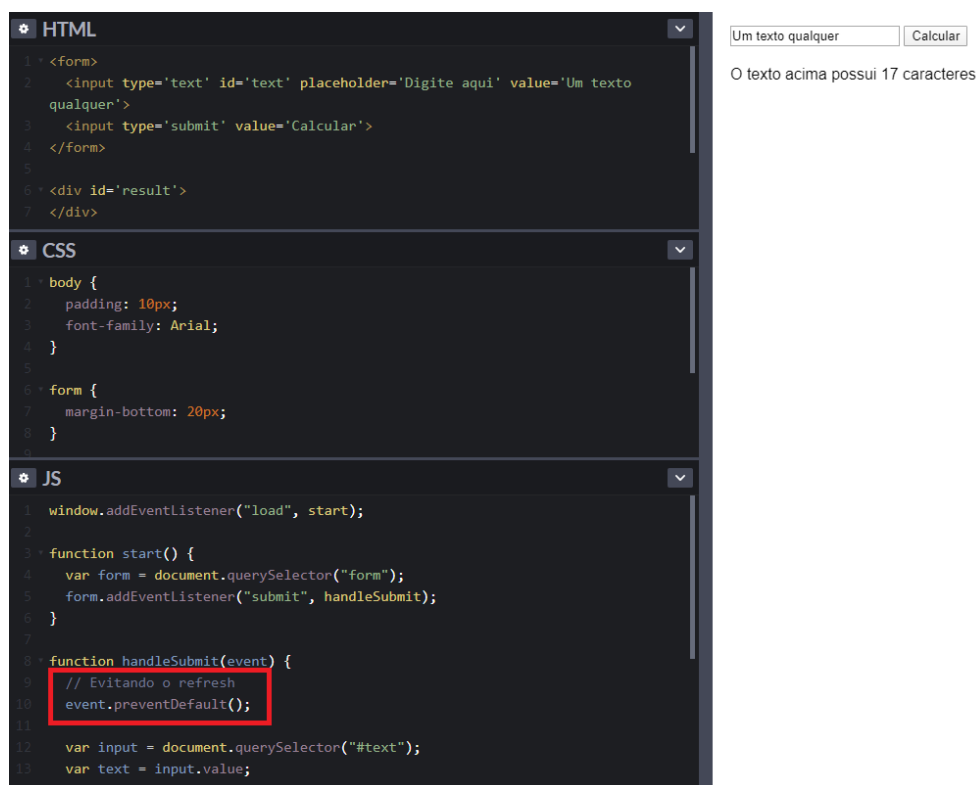 HTML
1 <form>
2 <input type='text' id='text' placeholder='Digite aqui' value='Um texto
qualquer'>
3 <input type='submit' value='Calcular'>
4 </form>
5
6 <div id='result'>
7 </div>
CSS
1 body {
2 padding: 10px;
3 font-family: Arial;
4 }
5
6 form {
7 margin-bottom: 20px;
8 }
9
JS
1 window.addEventListener("load", start);
2
3 function start() {
4 var form = document.querySelector("form");
5 form.addEventListener("submit", handleSubmit);
6 }
7
8 function handleSubmit(event) {
9 // Evitando o refresh
10 event.preventDefault();
11
12 var input = document.querySelector("#text");
13 var text = input.value;
Um texto qualquer Calcular
O texto acima possui 17 caracteres